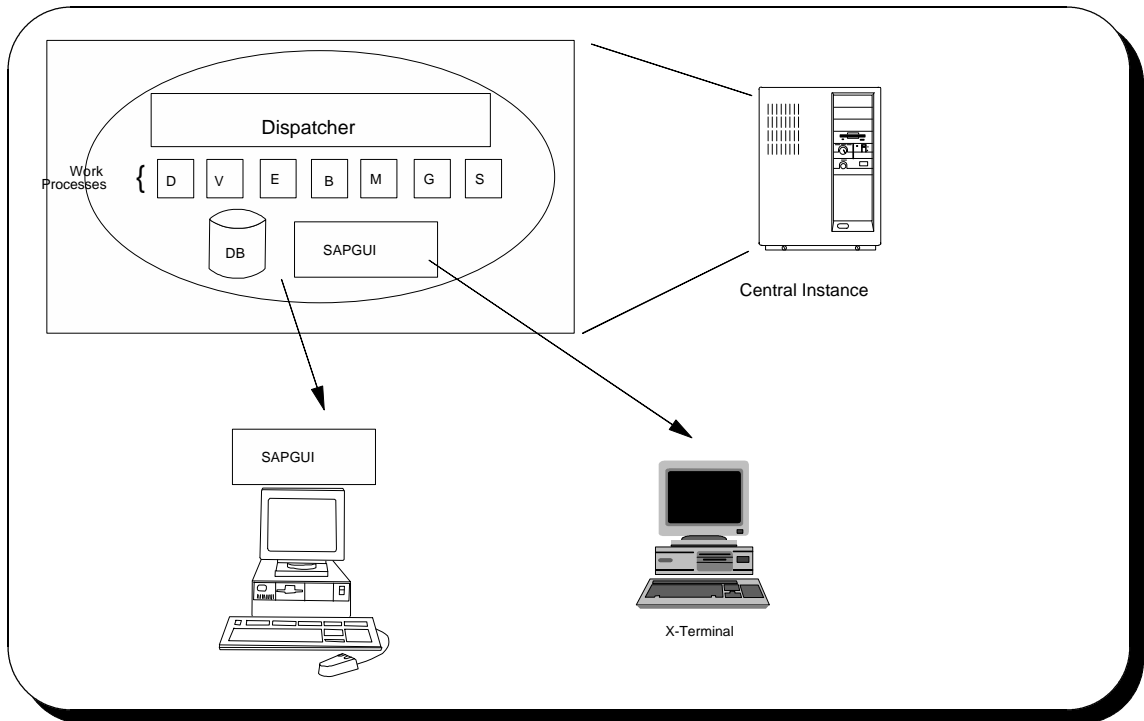 Dispatcher
Work
Processes
{
D V E B M G S
DB
SAPGUI
Central Instance
SAPGUI
X-Terminal